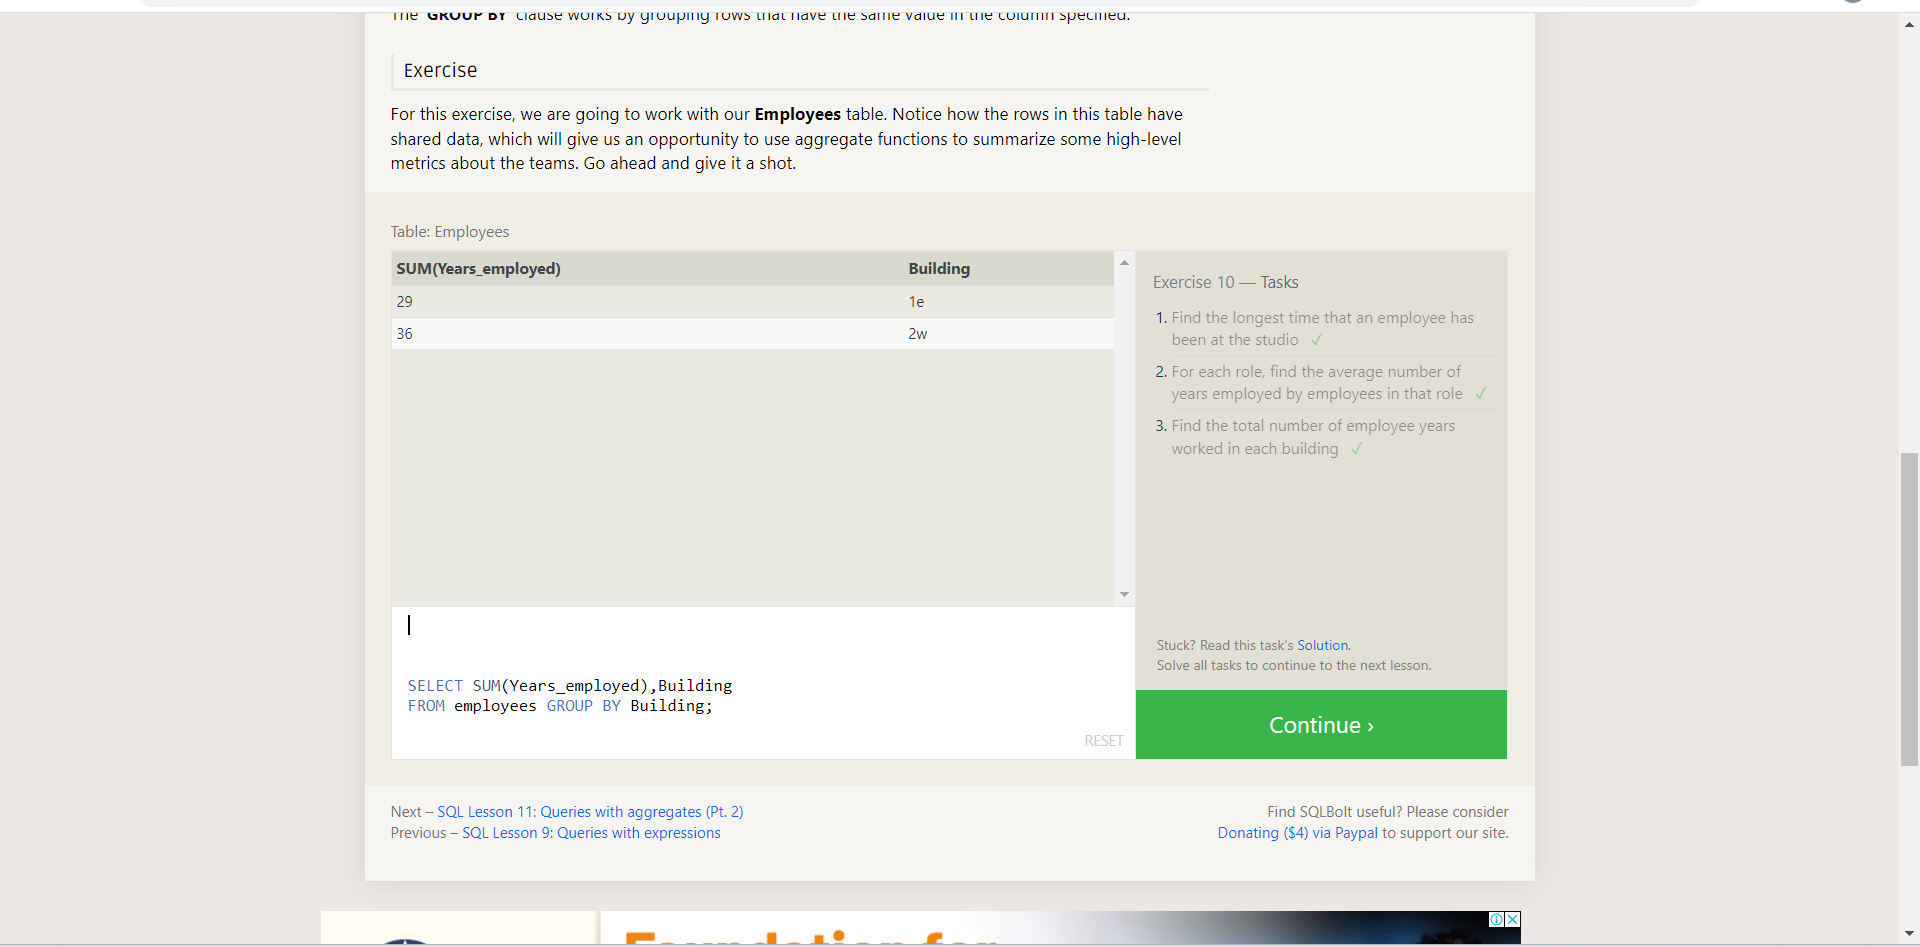 The 'GROUP BY' clause works by grouping rows that have the same value in the column specified.
Exercise
For this exercise, we are going to work with our Employees table. Notice how the rows in this table have
shared data, which will give us an opportunity to use aggregate functions to summarize some high-level
metrics about the teams. Go ahead and give it a shot.
Table: Employees
SUM(Years_employed) Building
29 1e
36 2w
SELECT SUM(Years_employed),Building
FROM employees GROUP BY Building;
RESET
Exercise 10 — Tasks
1. Find the longest time that an employee has
been at the studio ✓
2. For each role, find the average number of
years employed by employees in that role ✓
3. Find the total number of employee years
worked in each building ✓
Stuck? Read this task's Solution.
Solve all tasks to continue to the next lesson.
Continue ›
Next – SQL Lesson 11: Queries with aggregates (Pt. 2)
Previous – SQL Lesson 9: Queries with expressions
Find SQLBolt useful? Please consider
Donating ($4) via Paypal to support our site.
Foundation for